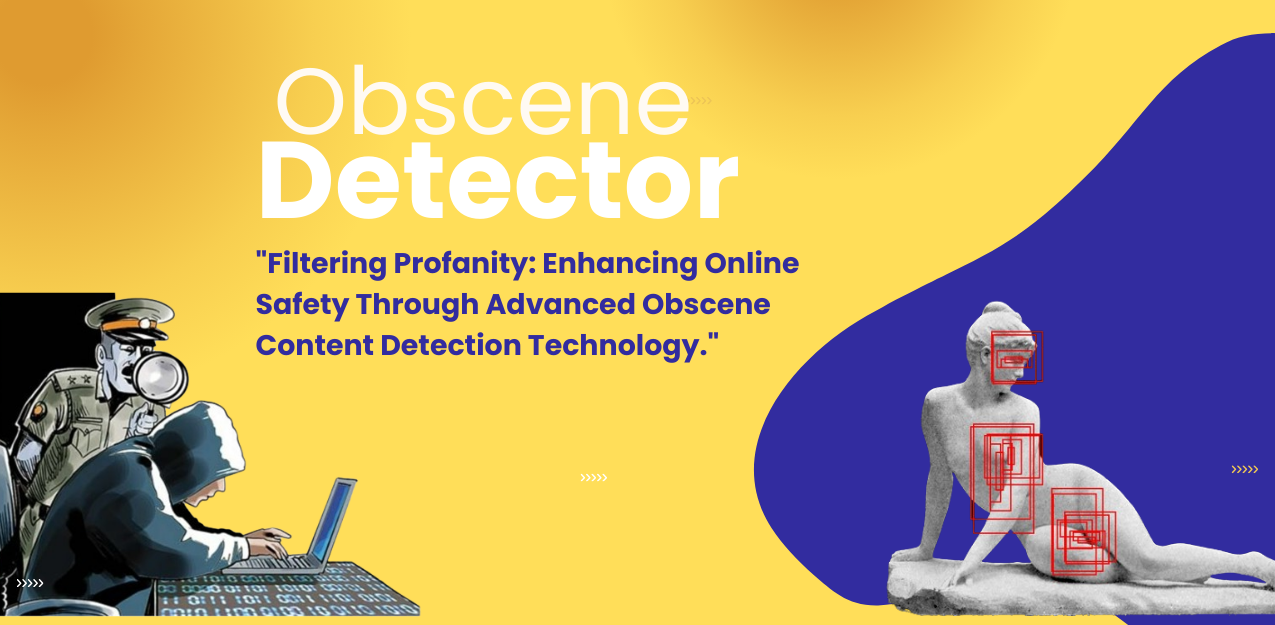 Obscene
Detector
"Filtering Profanity: Enhancing Online
Safety Through Advanced Obscene
Content Detection Technology."